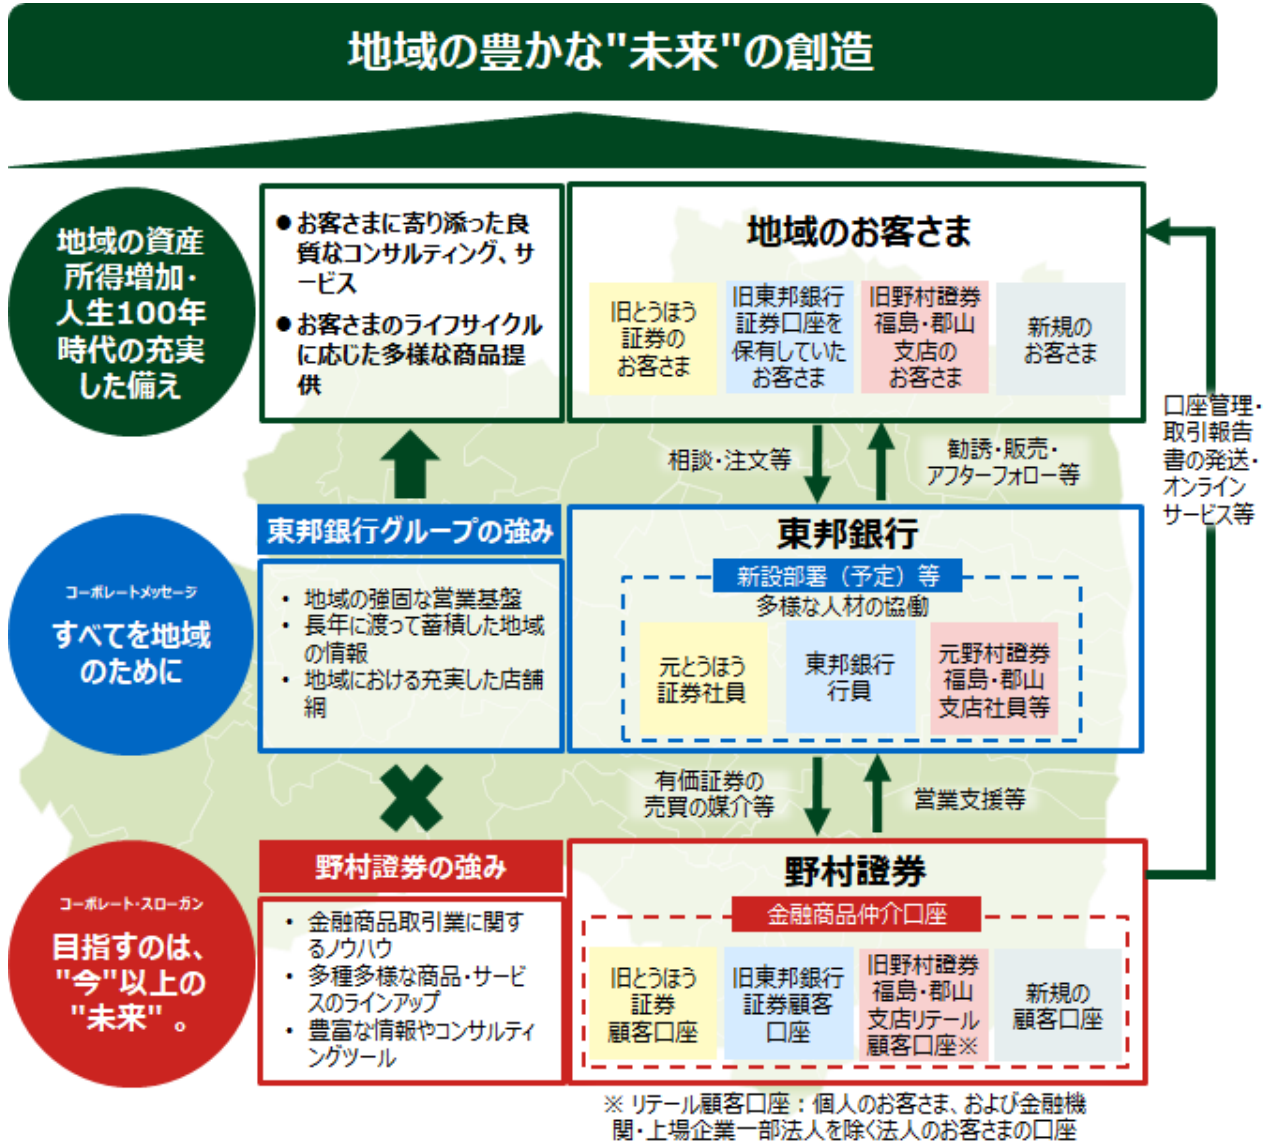 地域の豊かな"未来"の創造
地域の資産
所得増加・
人生100年
時代の充実
した備え
●お客さまに寄り添った良
質なコンサルティング、サ
ービス
●お客さまのライフサイクル
に応じた多様な商品提
供
地域のお客さま
旧とうほう
証券の
お客さま
旧東邦銀行
証券口座を
保有していた
お客さま
旧野村證券
福島・郡山
支店の
お客さま
新規の
お客さま
相談・注文等
勧誘・販売・
アフターフォロー等
口座管理・
取引報告
書の発送・
オンライン
サービス等
コーポレートメッセージ
すべてを地域
のために
東邦銀行グループの強み
・ 地域の強固な営業基盤
・ 長年に渡って蓄積した地域
の情報
・ 地域における充実した店舗
網
東邦銀行
新設部署（予定）等
多様な人材の協働
元とうほう
証券社員
東邦銀行
行員
元野村證券
福島・郡山
支店社員等
有価証券の
売買の媒介等
営業支援等
コーポレート・スローガン
目指すのは、
"今"以上の
"未来" 。
野村證券の強み
・ 金融商品取引業に関す
るノウハウ
・ 多種多様な商品・サービ
スのラインアップ
・ 豊富な情報やコンサルティ
ングツール
野村證券
金融商品仲介口座
旧とうほう
証券
顧客口座
旧東邦銀行
証券顧客
口座
旧野村證券
福島・郡山
支店リテール
顧客口座※
新規の
顧客口座
※ リテール顧客口座：個人のお客さま、および金融機
関・上場企業一部法人を除く法人のお客さまの口座